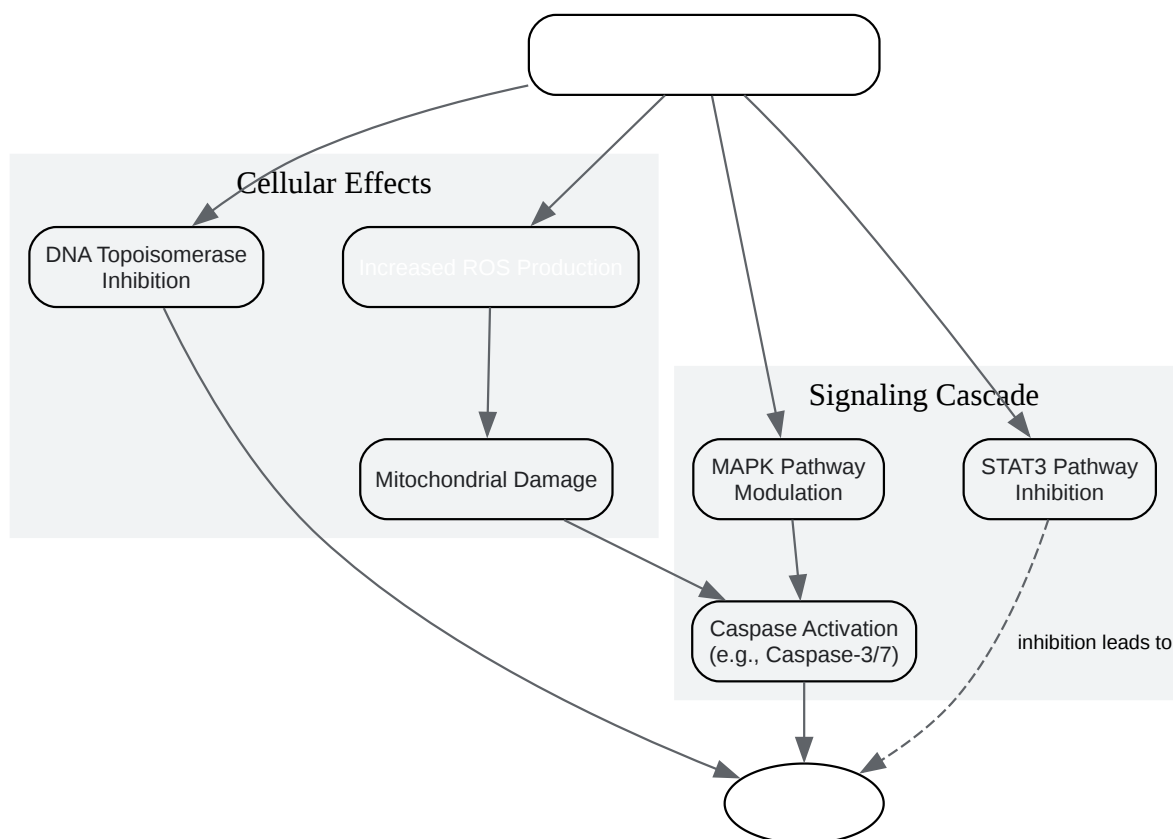 Cellular Effects
DNA Topoisomerase
Inhibition
Increased ROS Production
Mitochondrial Damage
Signaling Cascade
MAPK Pathway
Modulation
STAT3 Pathway
Inhibition
Caspase Activation
(e.g., Caspase-3/7)
inhibition leads to